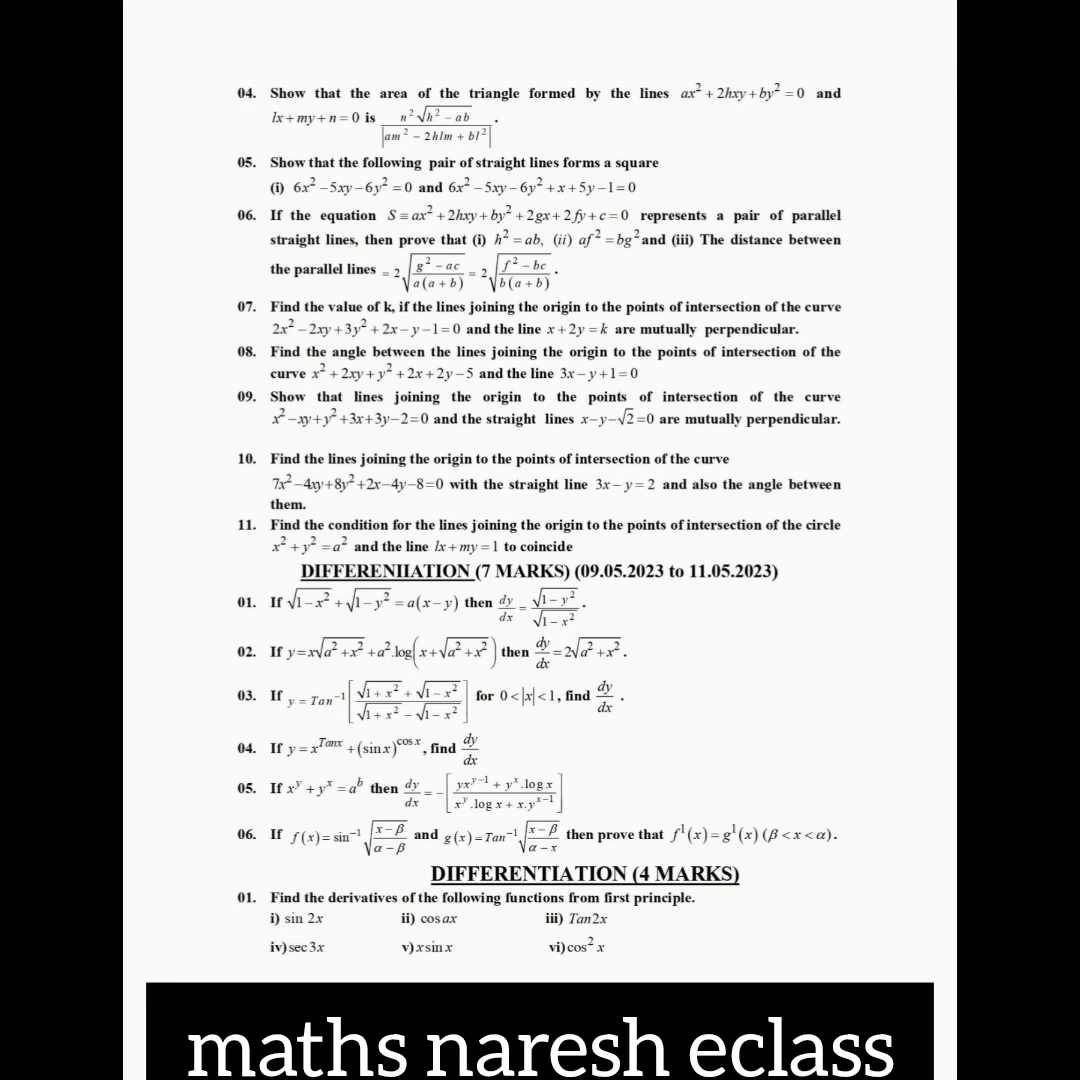 04. Show that the area of the triangle formed by the lines ax² + 2hxy + by² = 0 and
lx + my + n = 0 is n²√(h² − ab) / |am² − 2hlm + bl²| .
05. Show that the following pair of straight lines forms a square
(i) 6x² − 5xy − 6y² = 0 and 6x² − 5xy − 6y² + x + 5y − 1 = 0
06. If the equation S ≡ ax² + 2hxy + by² + 2gx + 2fy + c = 0 represents a pair of parallel
straight lines, then prove that (i) h² = ab, (ii) af² = bg² and (iii) The distance between
the parallel lines = 2√((g² − ac)/(a(a + b))) = 2√((f² − bc)/(b(a + b))) .
07. Find the value of k, if the lines joining the origin to the points of intersection of the curve
2x² − 2xy + 3y² + 2x − y − 1 = 0 and the line x + 2y = k are mutually perpendicular.
08. Find the angle between the lines joining the origin to the points of intersection of the
curve x² + 2xy + y² + 2x + 2y − 5 and the line 3x − y + 1 = 0
09. Show that lines joining the origin to the points of intersection of the curve
x² − xy + y² + 3x + 3y − 2 = 0 and the straight lines x − y − √2 = 0 are mutually perpendicular.
10. Find the lines joining the origin to the points of intersection of the curve
7x² − 4xy + 8y² + 2x − 4y − 8 = 0 with the straight line 3x − y = 2 and also the angle between
them.
11. Find the condition for the lines joining the origin to the points of intersection of the circle
x² + y² = a² and the line lx + my = 1 to coincide
DIFFERENIIATION (7 MARKS) (09.05.2023 to 11.05.2023)
01. If √(1 − x²) + √(1 − y²) = a(x − y) then dy/dx = √(1 − y²)/√(1 − x²) .
02. If y = x√(a² + x²) + a².log(x + √(a² + x²)) then dy/dx = 2√(a² + x²) .
03. If y = Tan⁻¹[(√(1 + x²) + √(1 − x²))/(√(1 + x²) − √(1 − x²))] for 0 < |x| < 1, find dy/dx .
04. If y = x^(Tanx) + (sin x)^(cos x), find dy/dx
05. If x^y + y^x = a^b then dy/dx = −[(yx^(y−1) + y^x.log x)/(x^y.log x + x.y^(x−1))]
06. If f(x) = sin⁻¹√((x − β)/(α − β)) and g(x) = Tan⁻¹√((x − β)/(α − x)) then prove that f¹(x) = g¹(x) (β < x < α).
DIFFERENTIATION (4 MARKS)
01. Find the derivatives of the following functions from first principle.
i) sin 2x ii) cos ax iii) Tan2x
iv) sec 3x v) x sin x vi) cos² x
maths naresh eclass